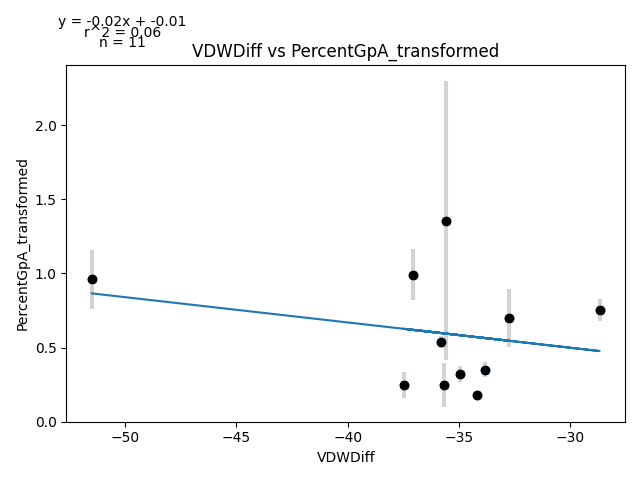 y = -0.02x + -0.01
r^2 = 0.06
n = 11
VDWDiff vs PercentGpA_transformed
PercentGpA_transformed
2.0
1.5
1.0
0.5
0.0
−50
−45
−40
−35
−30
VDWDiff